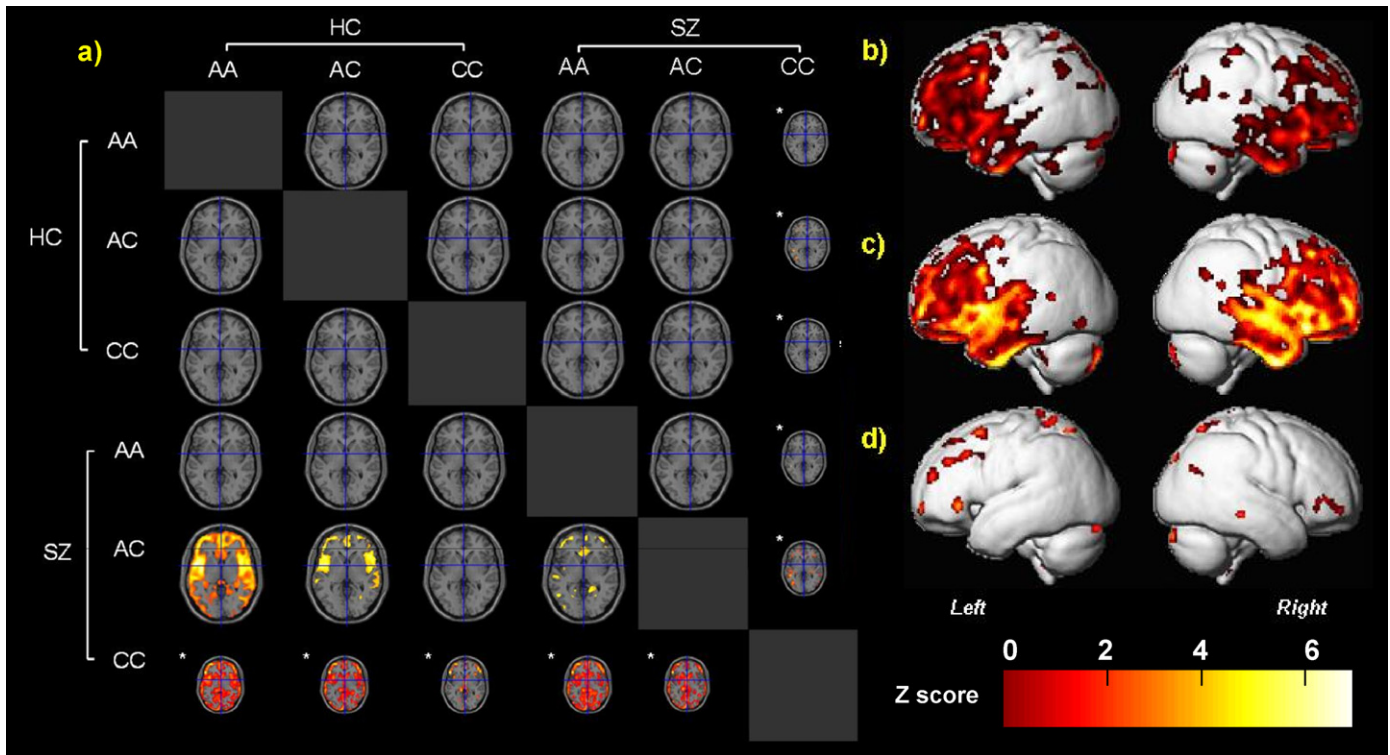 a)
HC
SZ
AA AC CC AA AC CC
*
HC
AA
*
AC
*
CC
SZ
*
AA
*
AC
* * * * *
CC
b)
c)
d)
Left Right
0 2 4 6
Z score